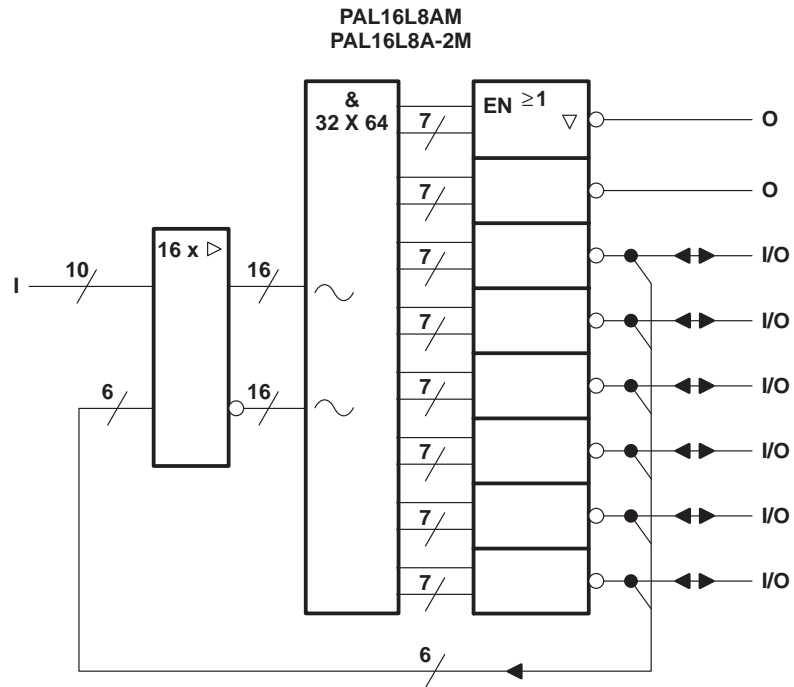 PAL16L8AM
PAL16L8A-2M
&
32 X 64
EN ≥1
7
O
7
O
16 x
I
10
16
7
I/O
7
I/O
6
16
7
I/O
7
I/O
7
I/O
7
I/O
6